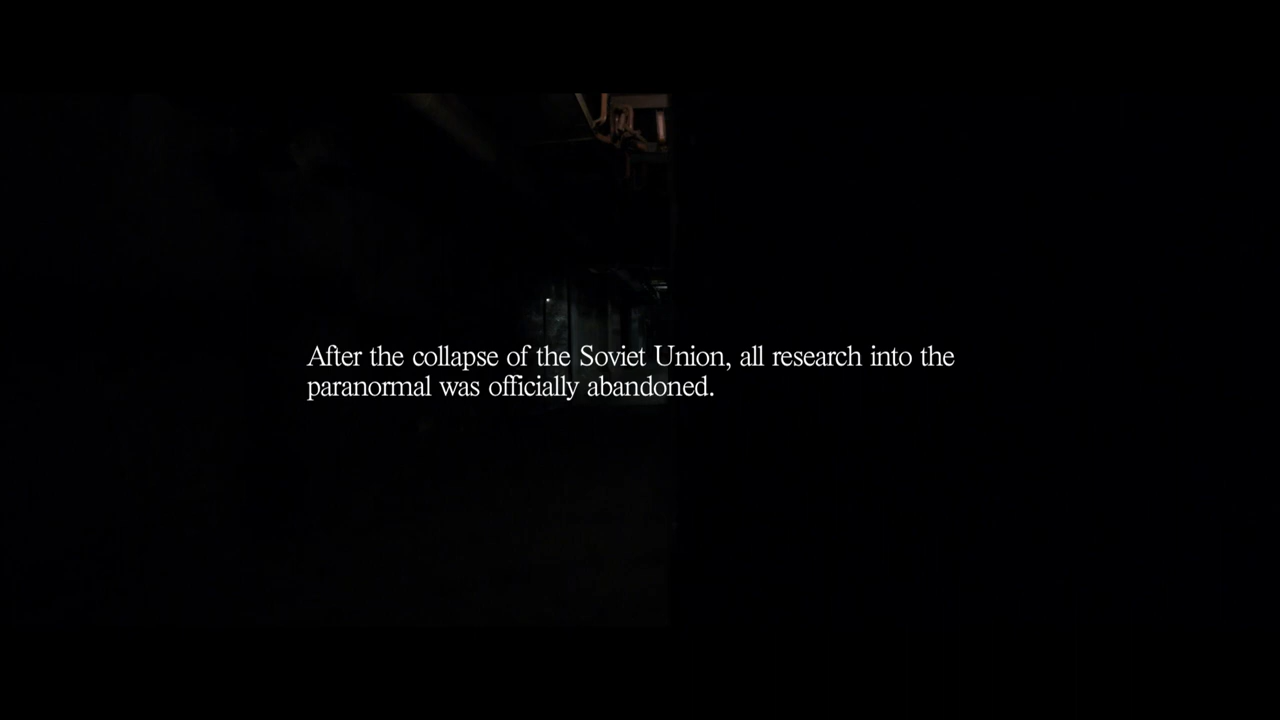 After the collapse of the Soviet Union, all research into the
paranormal was officially abandoned.